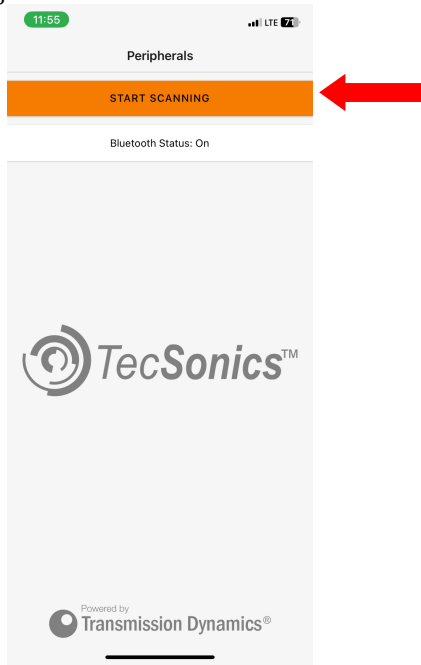 11:55
LTE 71
Peripherals
START SCANNING
Bluetooth Status: On
TecSonics™
Powered by
Transmission Dynamics®